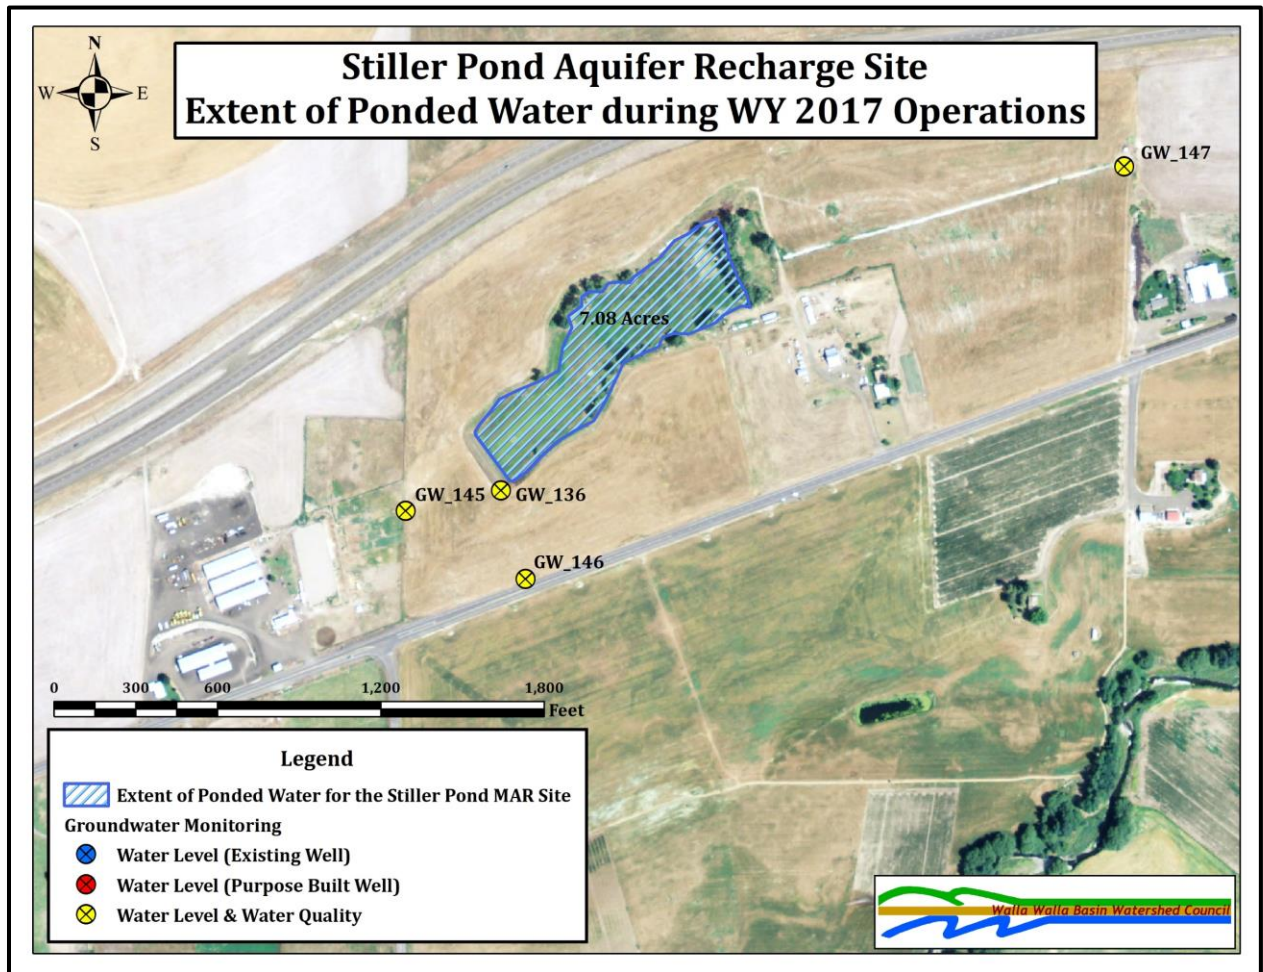 N
W E
S
Stiller Pond Aquifer Recharge Site
Extent of Ponded Water during WY 2017 Operations
GW_147
7.08 Acres
GW_145
GW_136
GW_146
0 300 600 1,200 1,800
Feet
Legend
Extent of Ponded Water for the Stiller Pond MAR Site
Groundwater Monitoring
Water Level (Existing Well)
Water Level (Purpose Built Well)
Water Level & Water Quality
Walla Walla Basin Watershed Council